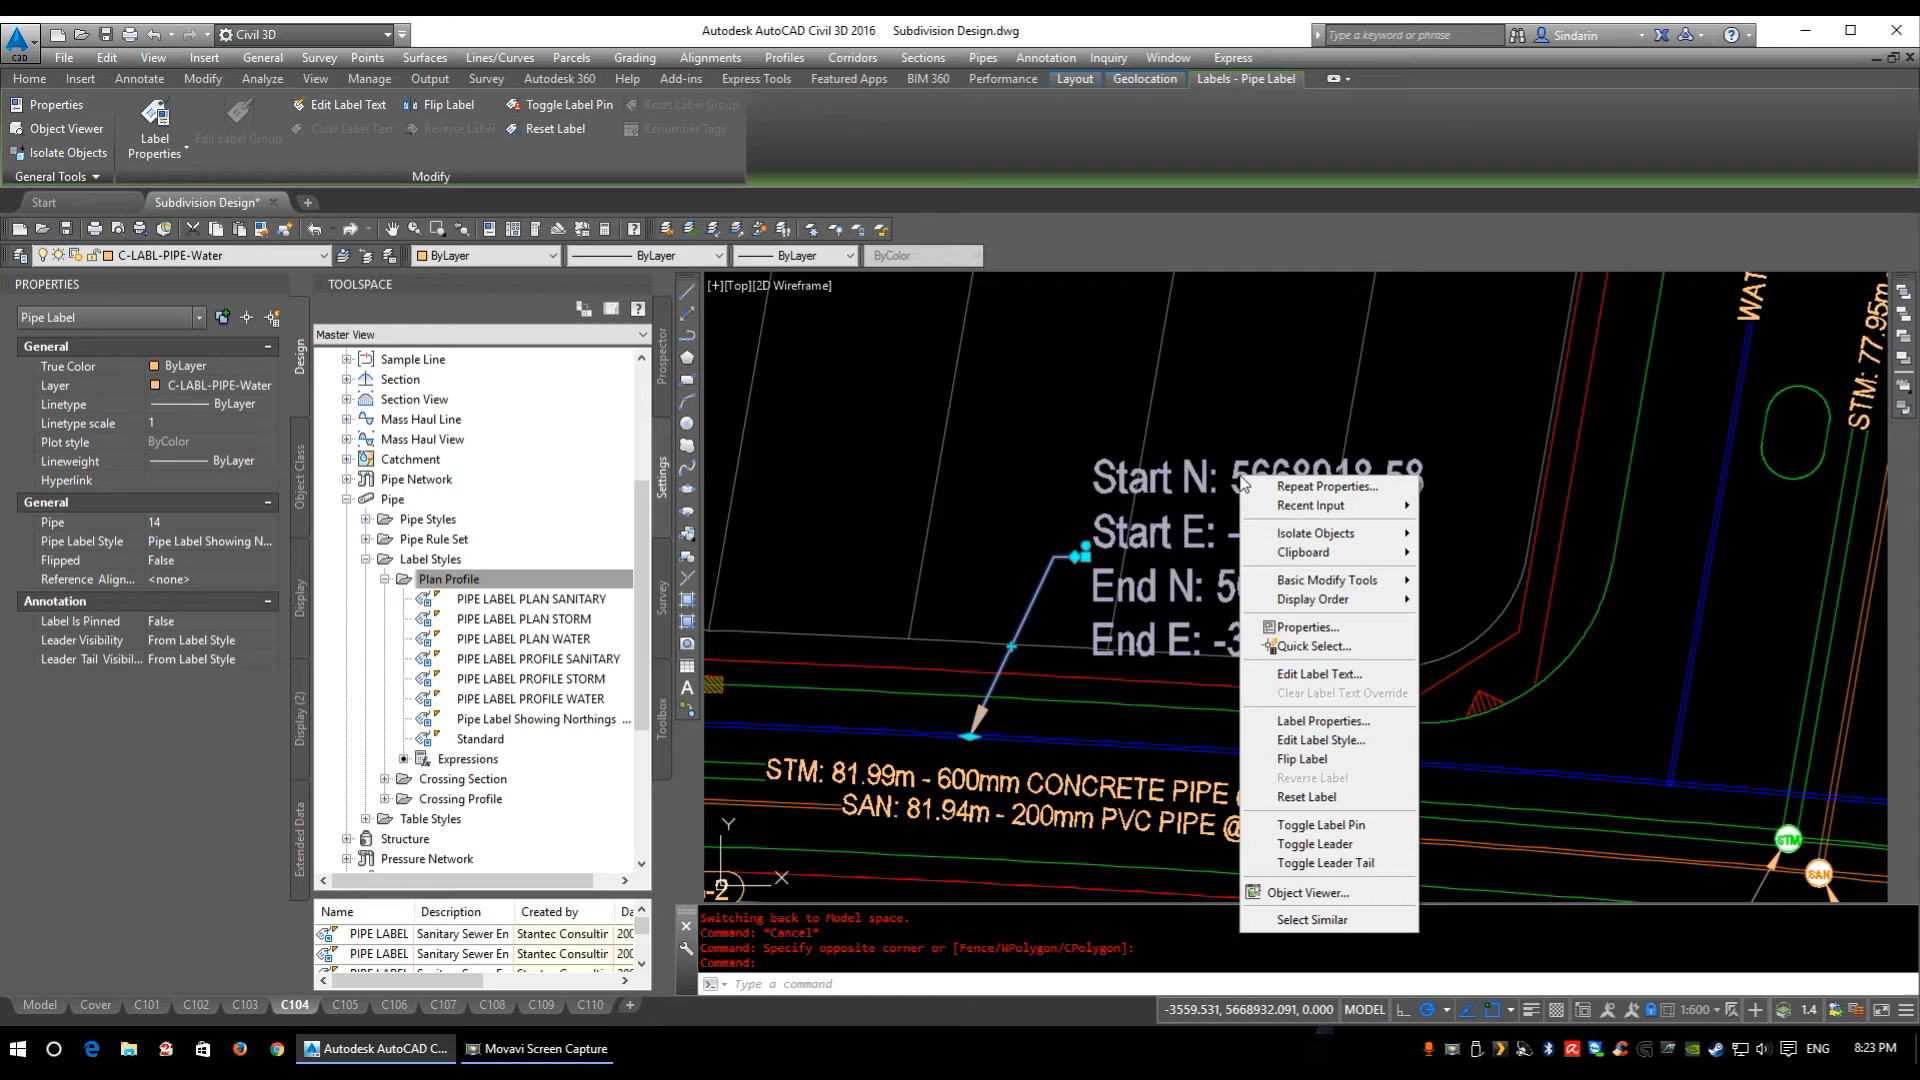 Autodesk AutoCAD Civil 3D 2016 Subdivision Design.dwg
C3D
Civil 3D
Type a keyword or phrase
Sindarin
File Edit View Insert General Survey Points Surfaces Lines/Curves Parcels Grading Alignments Profiles Corridors Sections Pipes Annotation Inquiry Window Express
Home Insert Annotate Modify Analyze View Manage Output Survey Autodesk 360 Help Add-ins Express Tools Featured Apps BIM 360 Performance Layout Geolocation Labels - Pipe Label
Properties
Object Viewer
Isolate Objects
General Tools
Label
Properties
Edit Label Group
Edit Label Text
Clear Label Text
Flip Label
Reverse Label
Toggle Label Pin
Reset Label
Reset Label Group
Renumber Tags
Modify
Start
Subdivision Design*
C-LABL-PIPE-Water
ByLayer
ByLayer
ByLayer
ByColor
PROPERTIES
Pipe Label
General
True Color ByLayer
Layer C-LABL-PIPE-Water
Linetype ByLayer
Linetype scale 1
Plot style ByColor
Lineweight ByLayer
Hyperlink
General
Pipe 14
Pipe Label Style Pipe Label Showing N...
Flipped False
Reference Align... <none>
Annotation
Label Is Pinned False
Leader Visibility From Label Style
Leader Tail Visibil... From Label Style
Design
Object Class
Display
Display (2)
Extended Data
TOOLSPACE
Master View
Sample Line
Section
Section View
Mass Haul Line
Mass Haul View
Catchment
Pipe Network
Pipe
Pipe Styles
Pipe Rule Set
Label Styles
Plan Profile
PIPE LABEL PLAN SANITARY
PIPE LABEL PLAN STORM
PIPE LABEL PLAN WATER
PIPE LABEL PROFILE SANITARY
PIPE LABEL PROFILE STORM
PIPE LABEL PROFILE WATER
Pipe Label Showing Northings ...
Standard
Expressions
Crossing Section
Crossing Profile
Table Styles
Structure
Pressure Network
Prospector
Settings
Survey
Toolbox
Name Description Created by Da
PIPE LABEL Sanitary Sewer En Stantec Consultir 200
PIPE LABEL Sanitary Sewer En Stantec Consultir 200
[+][Top][2D Wireframe]
WAT
STM: 77.95m
Start N: 5668018.58
Start E: -
End N: 56
End E: -3
STM: 81.99m - 600mm CONCRETE PIPE
SAN: 81.94m - 200mm PVC PIPE @
STM
SAN
Y
X
-2
Repeat Properties...
Recent Input
Isolate Objects
Clipboard
Basic Modify Tools
Display Order
Properties...
Quick Select...
Edit Label Text...
Clear Label Text Override
Label Properties...
Edit Label Style...
Flip Label
Reverse Label
Reset Label
Toggle Label Pin
Toggle Leader
Toggle Leader Tail
Object Viewer...
Select Similar
Switching back to Model space.
Command: *Cancel*
Command: Specify opposite corner or [Fence/WPolygon/CPolygon]:
Command:
Type a command
Model Cover C101 C102 C103 C104 C105 C106 C107 C108 C109 C110
-3559.531, 5668932.091, 0.000 MODEL 1:600 1.4
Autodesk AutoCAD C...
Movavi Screen Capture
ENG
8:23 PM